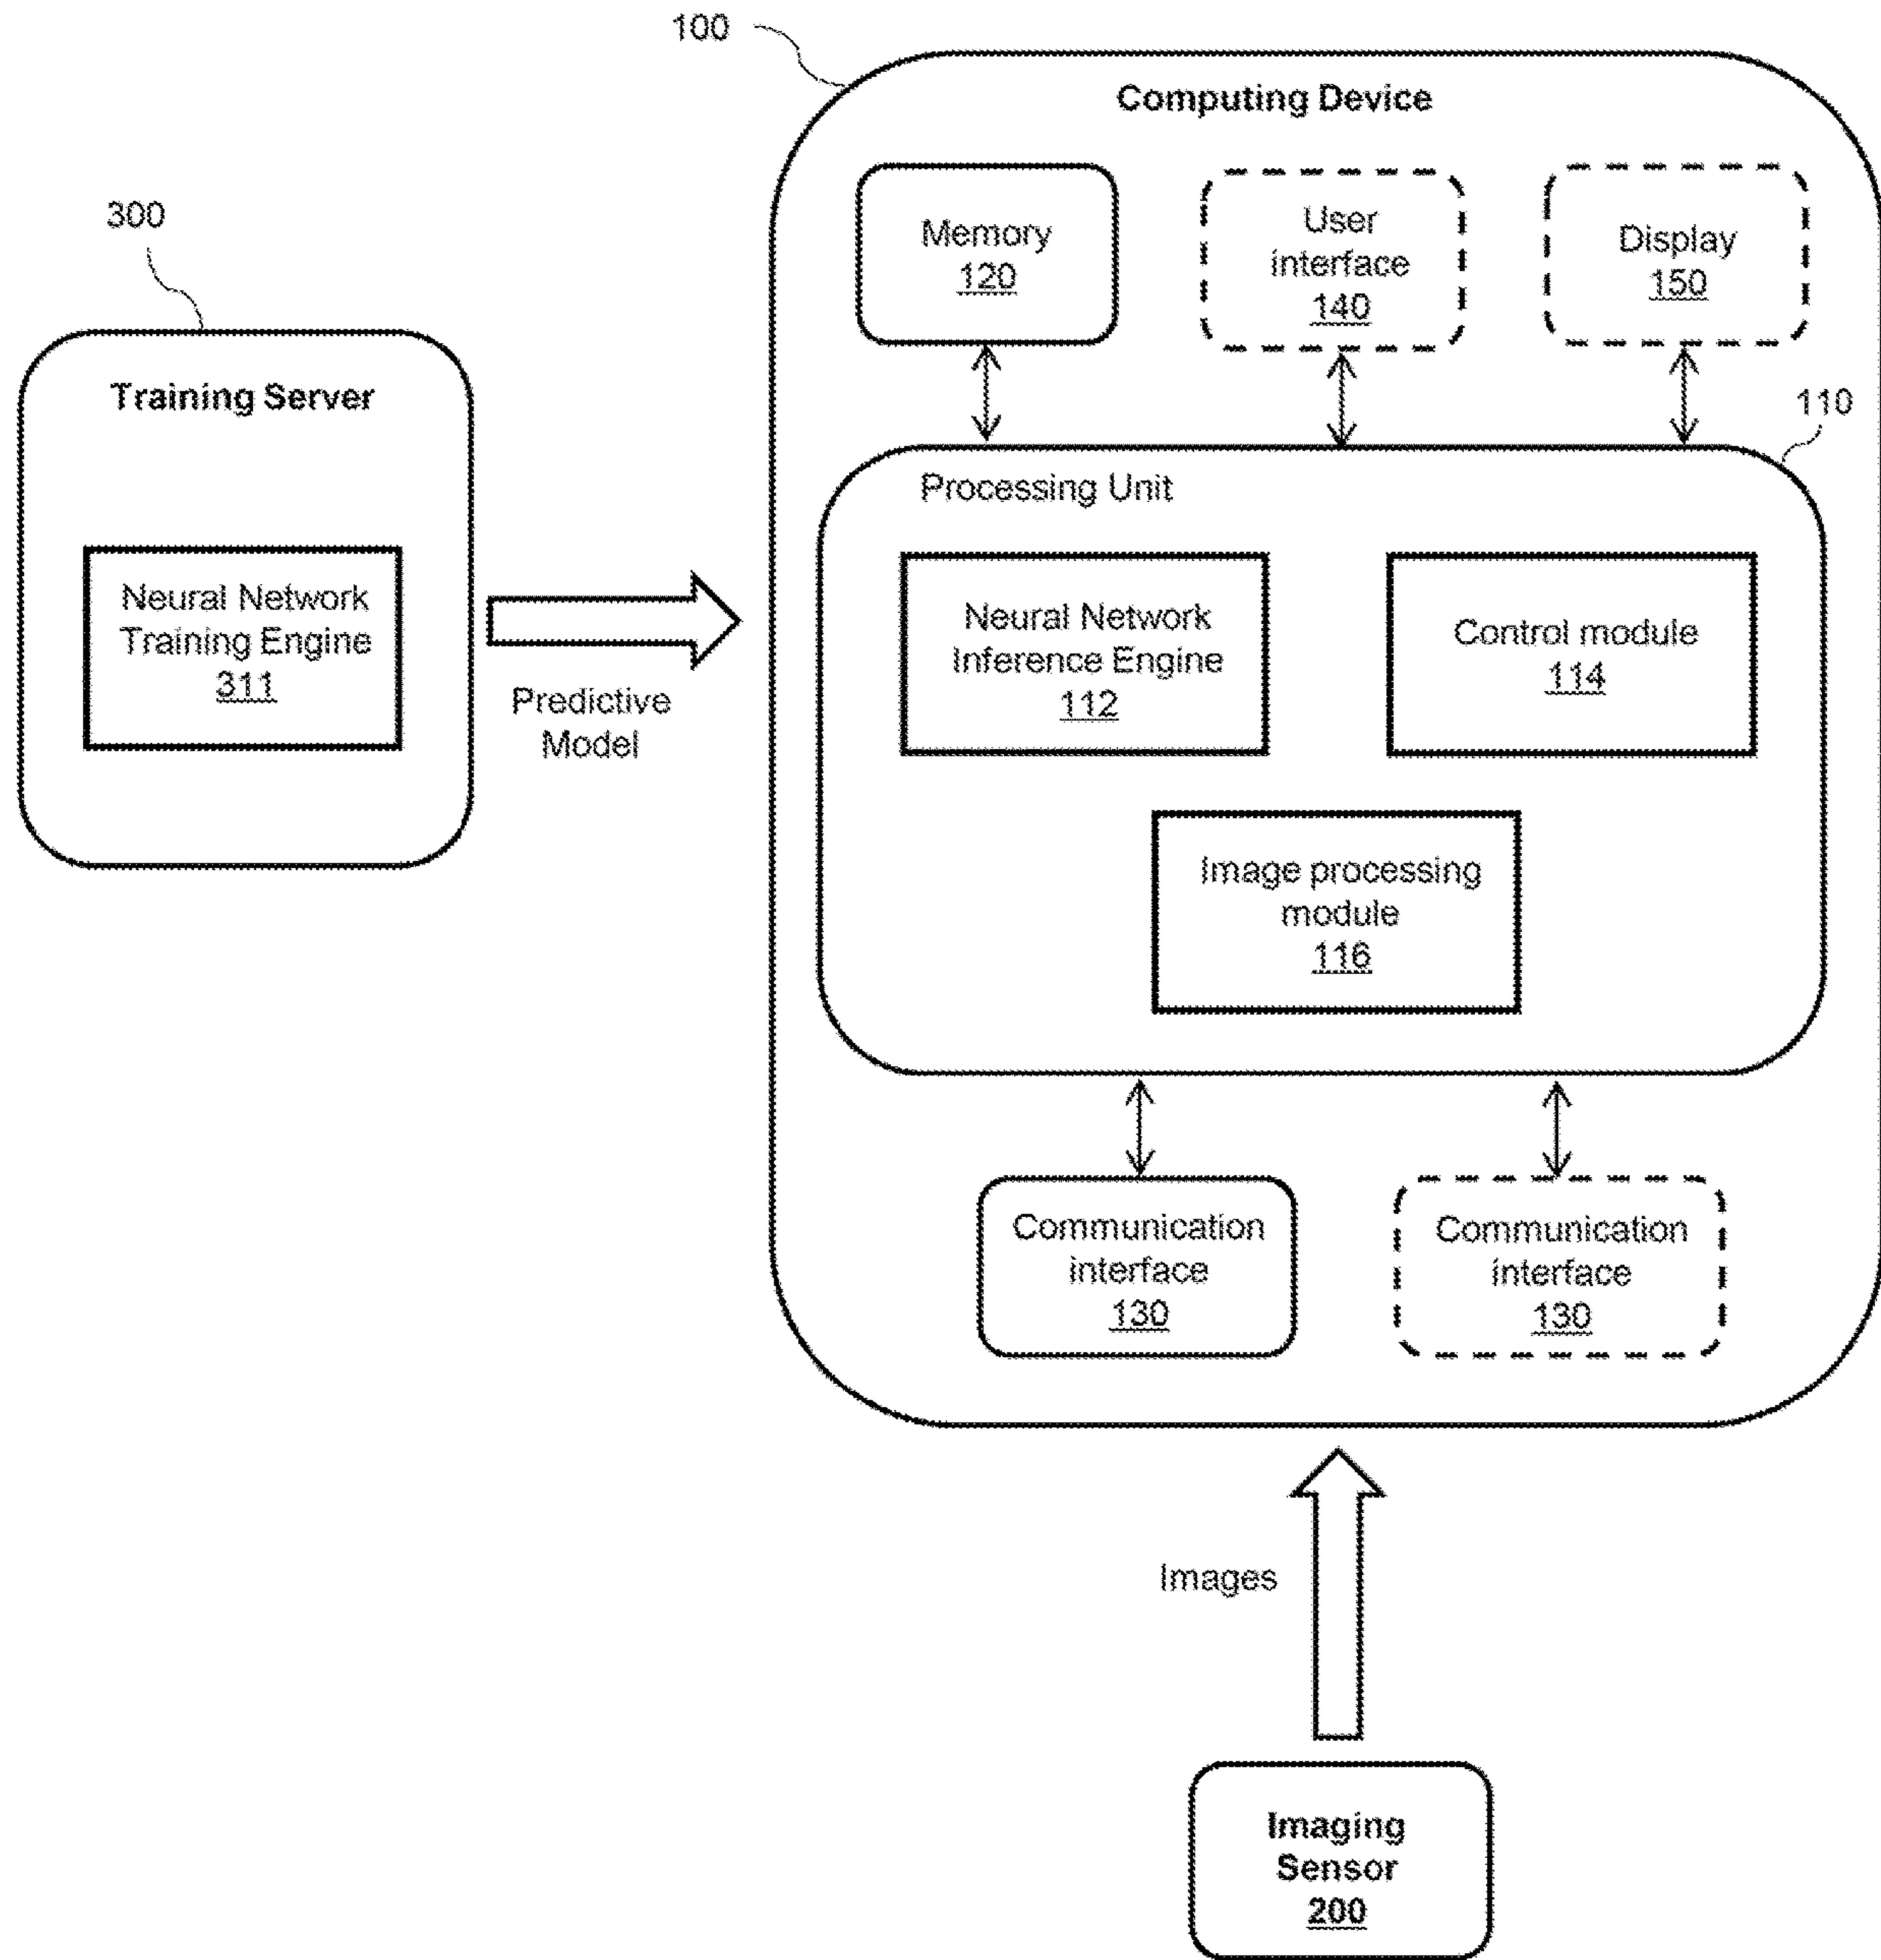 100
Computing Device
Memory
120
User
interface
140
Display
150
300
Training Server
Neural Network
Training Engine
311
Predictive
Model
110
Processing Unit
Neural Network
Inference Engine
112
Control module
114
Image processing
module
116
Communication
interface
130
Communication
interface
130
Images
Imaging
Sensor
200